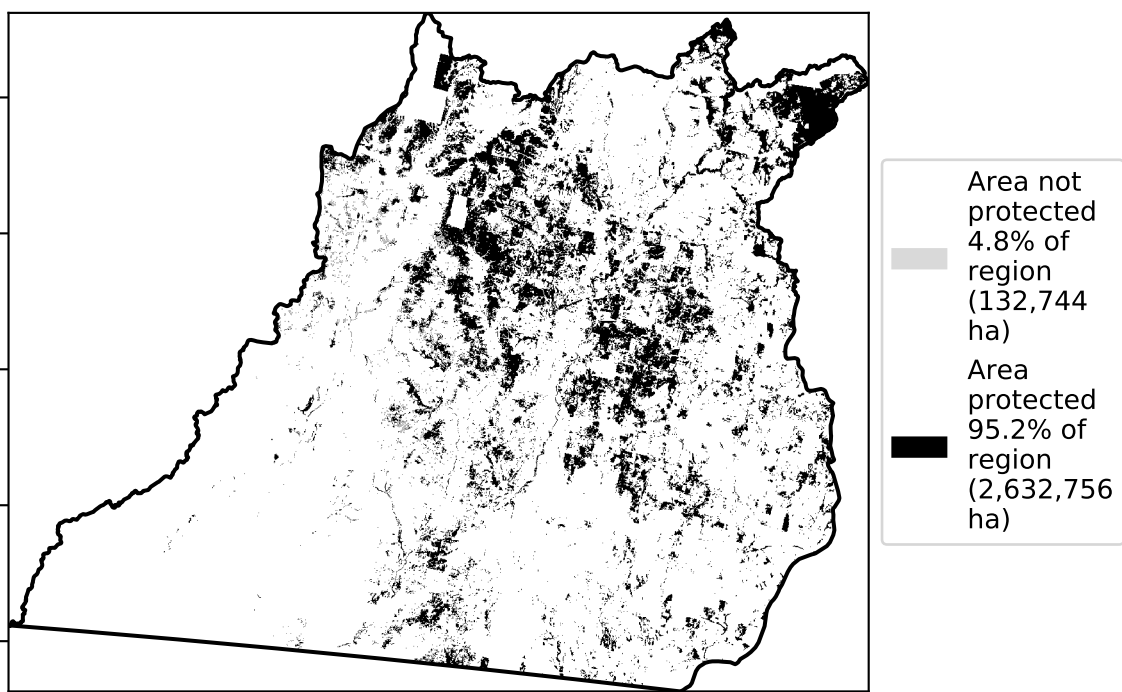 Area not
protected
4.8% of
region
(132,744
ha)
Area
protected
95.2% of
region
(2,632,756
ha)